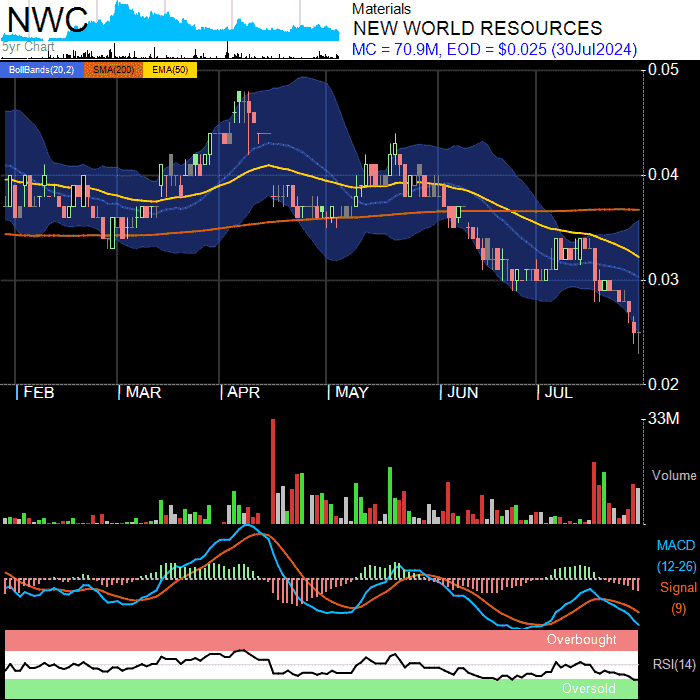 NWC
5yr Chart
Materials
NEW WORLD RESOURCES
MC = 70.9M, EOD = $0.025 (30Jul2024)
BollBands(20,2) SMA(200) EMA(50)
0.05
0.04
0.03
0.02
FEB MAR APR MAY JUN JUL
33M
Volume
MACD
(12-26)
Signal
(9)
Overbought
RSI(14)
Oversold